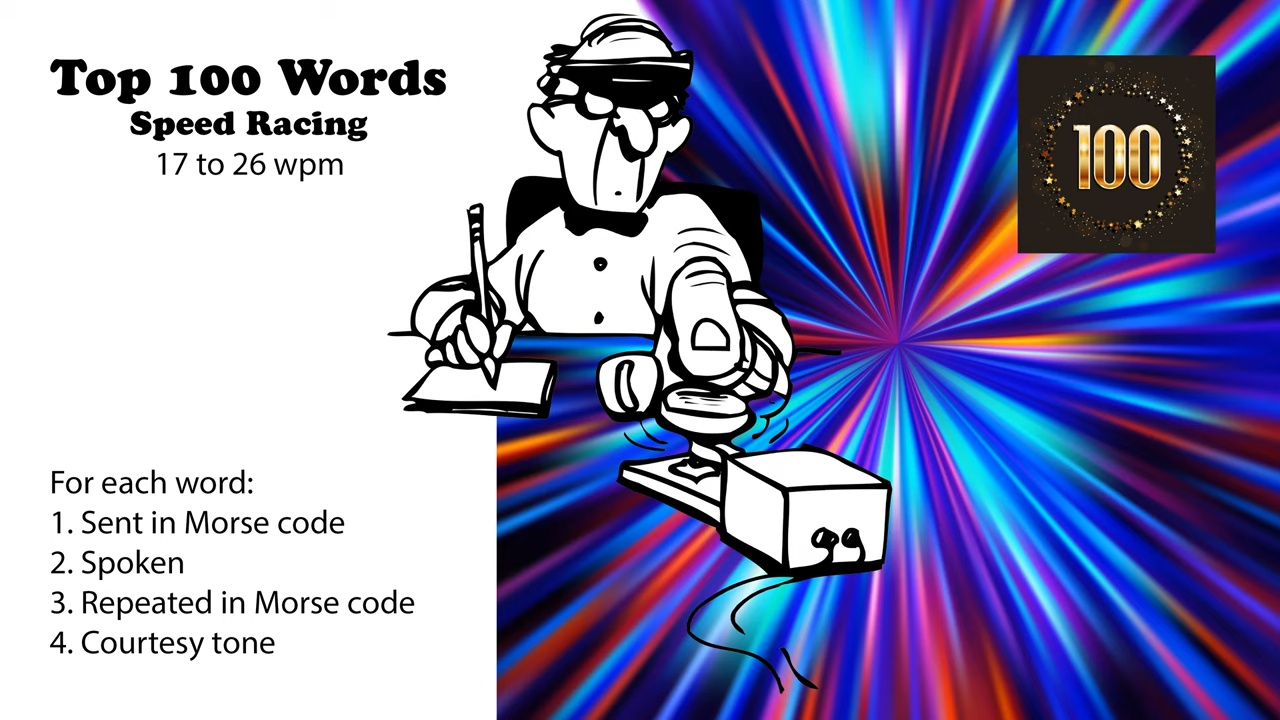 Top 100 Words
Speed Racing
17 to 26 wpm
100
For each word:
1. Sent in Morse code
2. Spoken
3. Repeated in Morse code
4. Courtesy tone